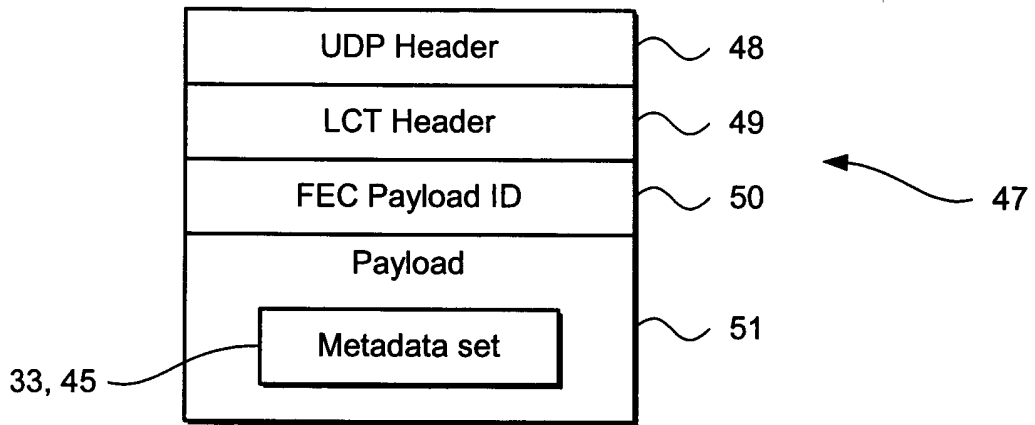 UDP Header 48
LCT Header 49
FEC Payload ID 50
47
Payload
51
Metadata set
33, 45